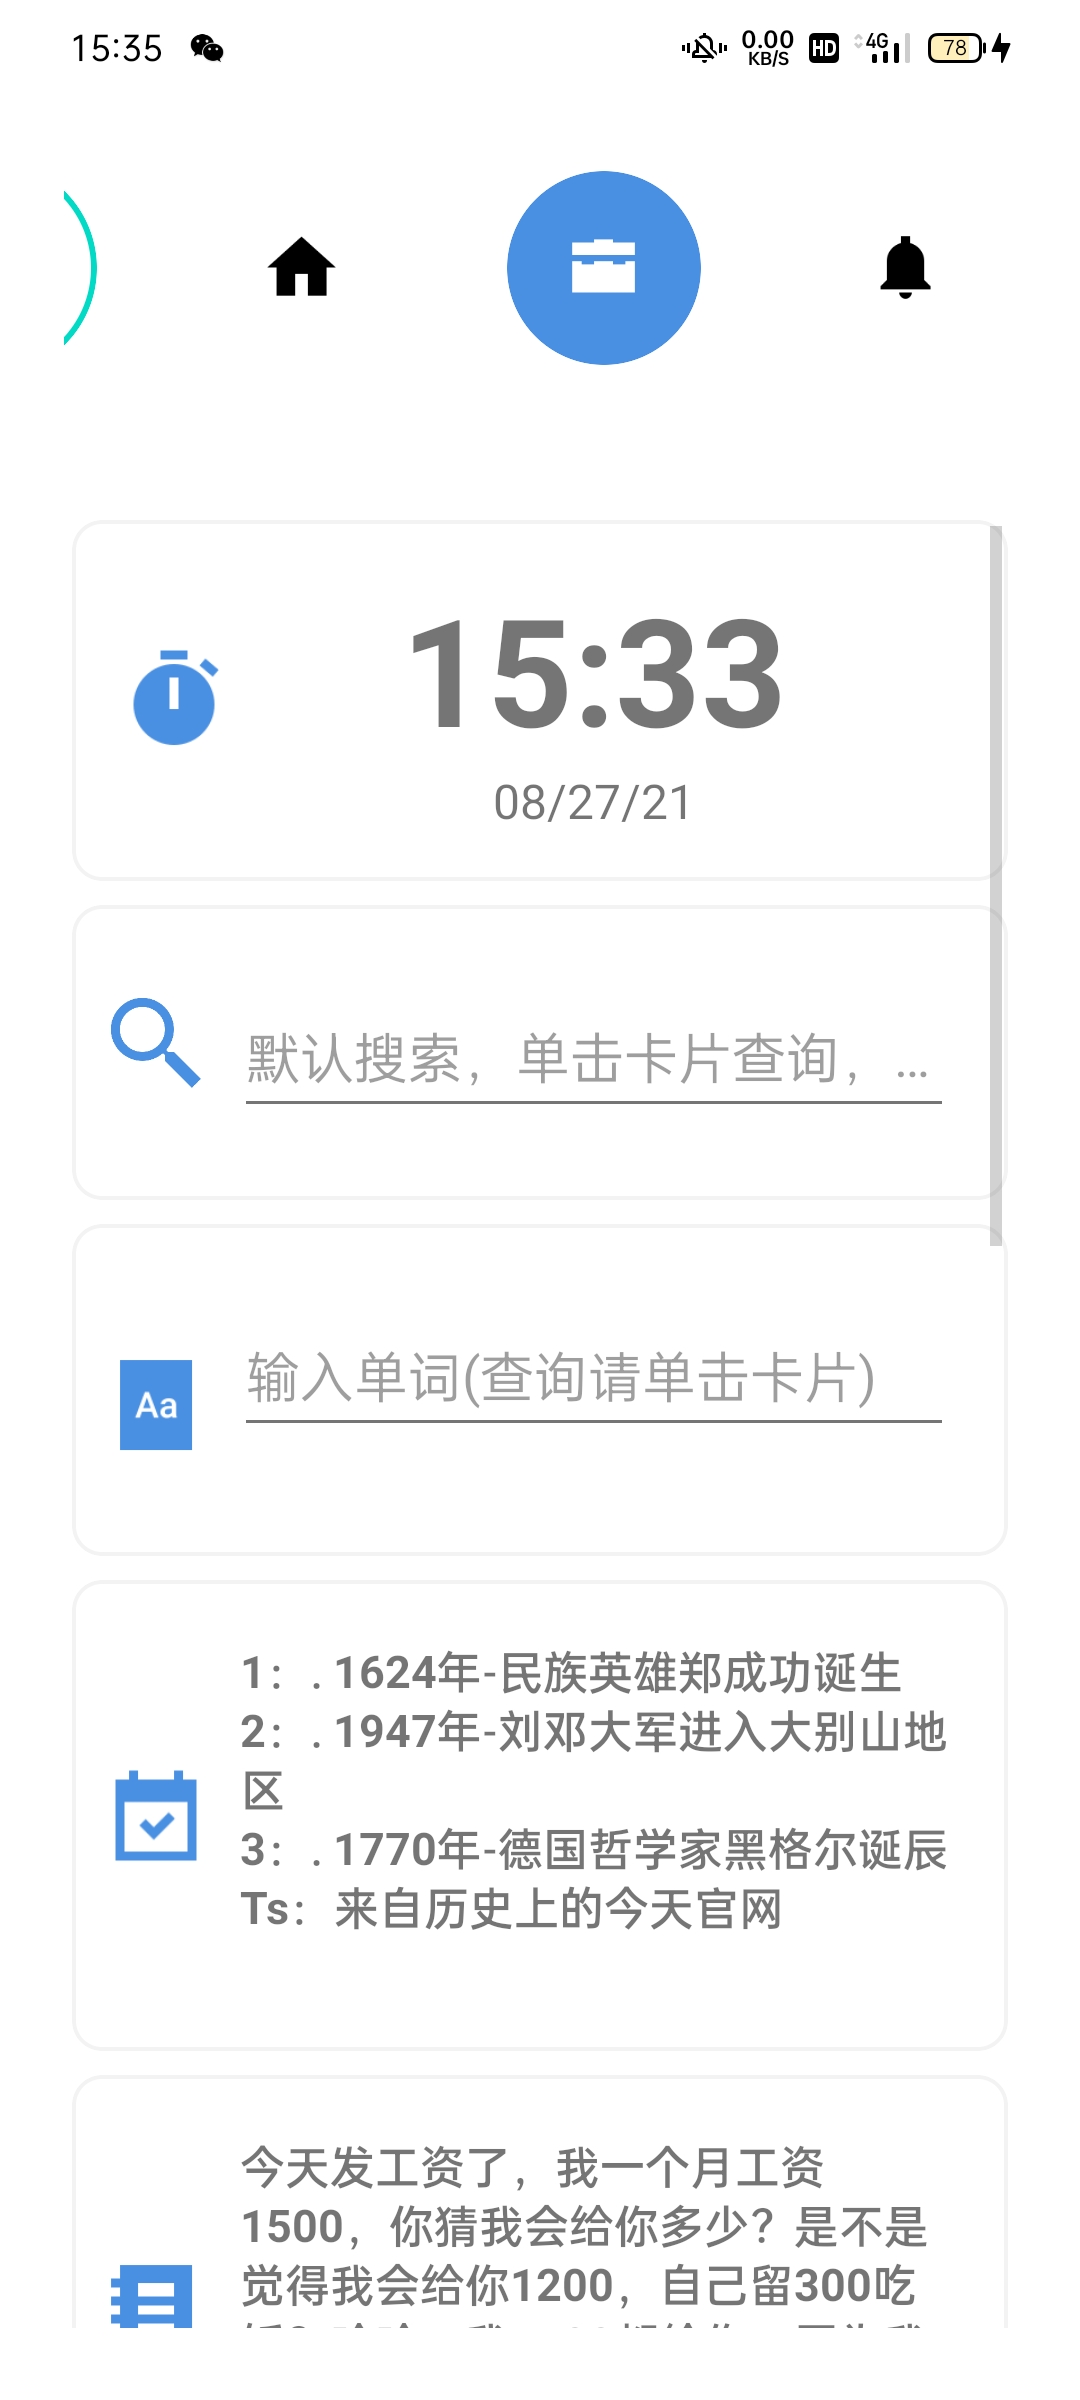 15:35
0.00
KB/S
HD
4G
78
15:33
08/27/21
默认搜索，单击卡片查询，...
Aa
输入单词(查询请单击卡片)
1：.1624年-民族英雄郑成功诞生
2：.1947年-刘邓大军进入大别山地
区
3：.1770年-德国哲学家黑格尔诞辰
Ts：来自历史上的今天官网
今天发工资了，我一个月工资
1500，你猜我会给你多少？是不是
觉得我会给你1200，自己留300吃